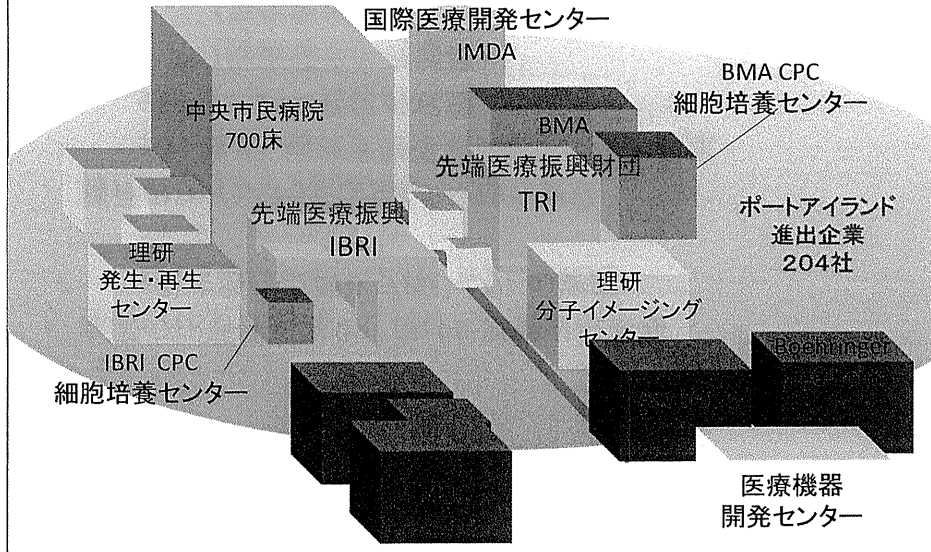 国際医療開発センター
IMDA
BMA CPC
細胞培養センター
中央市民病院
700床
BMA
先端医療振興財団
TRI
先端医療振興
IBRI
ポートアイランド
進出企業
204社
理研
発生・再生
センター
理研
分子イメージング
センター
Boehringer
IBRI CPC
細胞培養センター
医療機器
開発センター